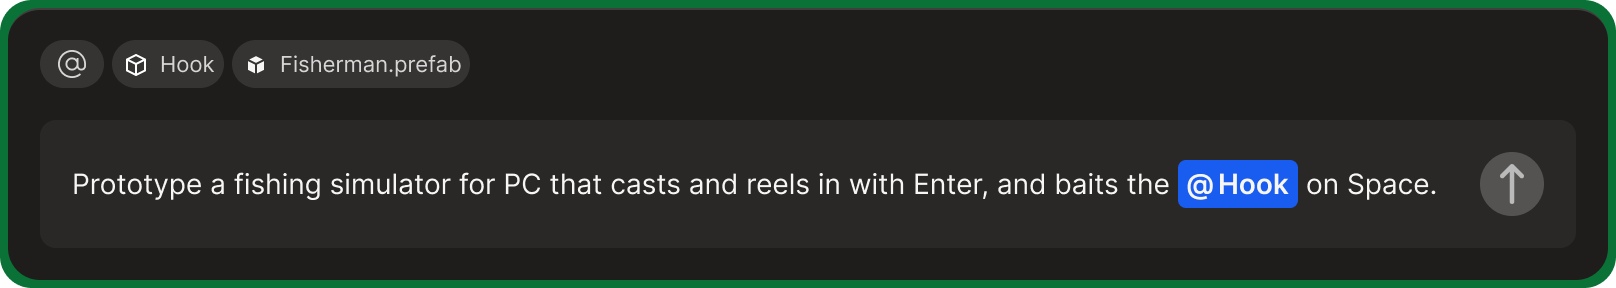 @ Hook Fisherman.prefab
Prototype a fishing simulator for PC that casts and reels in with Enter, and baits the @Hook on Space.